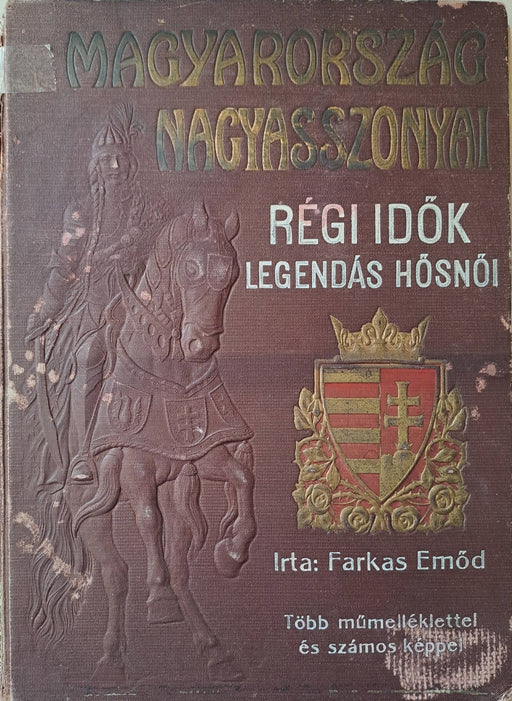 MAGYARORSZÁG
NAGYASSZONYAI
RÉGI IDŐK
LEGENDÁS HŐSNŐI
Irta: Farkas Emőd
Több műmelléklettel
és számos képpel